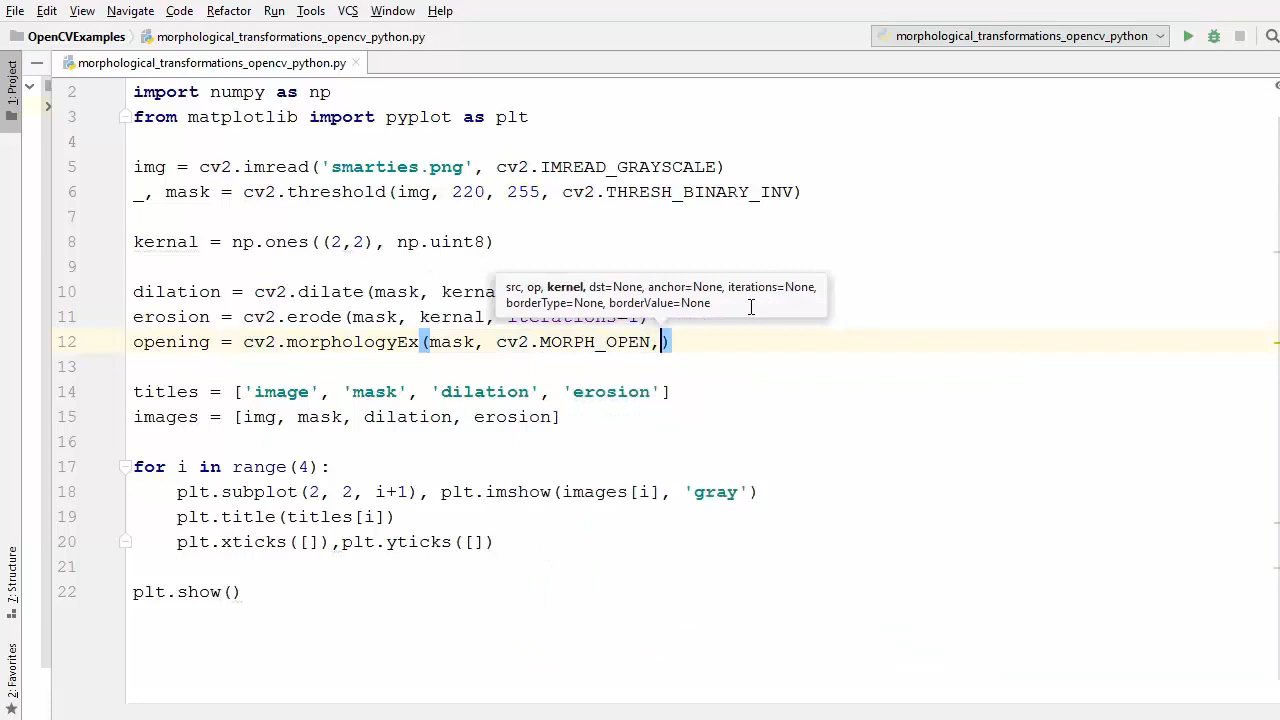 File Edit View Navigate Code Refactor Run Tools VCS Window Help
OpenCVExamples morphological_transformations_opencv_python.py morphological_transformations_opencv_python
1: Project
morphological_transformations_opencv_python.py
2 import numpy as np
3 from matplotlib import pyplot as plt
4
5 img = cv2.imread('smarties.png', cv2.IMREAD_GRAYSCALE)
6 _, mask = cv2.threshold(img, 220, 255, cv2.THRESH_BINARY_INV)
7
8 kernal = np.ones((2,2), np.uint8)
9
src, op, kernel, dst=None, anchor=None, iterations=None,
borderType=None, borderValue=None
10 dilation = cv2.dilate(mask, kerna
11 erosion = cv2.erode(mask, kernal, iterations=1)
12 opening = cv2.morphologyEx(mask, cv2.MORPH_OPEN,)
13
14 titles = ['image', 'mask', 'dilation', 'erosion']
15 images = [img, mask, dilation, erosion]
16
17 for i in range(4):
18 plt.subplot(2, 2, i+1), plt.imshow(images[i], 'gray')
19 plt.title(titles[i])
20 plt.xticks([]),plt.yticks([])
21
22 plt.show()
7: Structure
2: Favorites